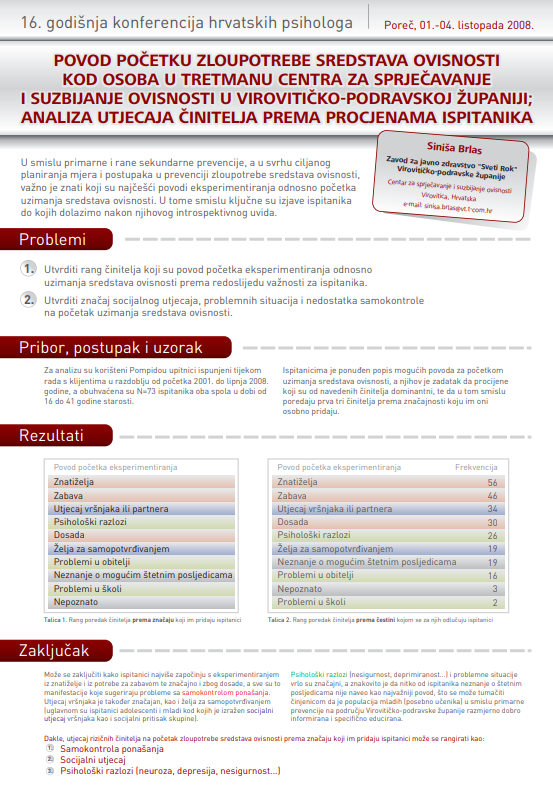 16. godišnja konferencija hrvatskih psihologa
Poreč, 01.-04. listopada 2008.
POVOD POČETKU ZLOUPOTREBE SREDSTAVA OVISNOSTI
KOD OSOBA U TRETMANU CENTRA ZA SPRJEČAVANJE
I SUZBIJANJE OVISNOSTI U VIROVITIČKO-PODRAVSKOJ ŽUPANIJI;
ANALIZA UTJECAJA ČINITELJA PREMA PROCJENAMA ISPITANIKA
Siniša Brlas
Zavod za javno zdravstvo "Sveti Rok"
Virovitičko-podravske županije
Centar za sprječavanje i suzbijanje ovisnosti
Virovitica, Hrvatska
e-mail: sinisa.brlas@vt.t-com.hr
U smislu primarne i rane sekundarne prevencije, a u svrhu ciljanog
planiranja mjera i postupaka u prevenciji zloupotrebe sredstava ovisnosti,
važno je znati koji su najčešći povodi eksperimentiranja odnosno početka
uzimanja sredstava ovisnosti. U tome smislu ključne su izjave ispitanika
do kojih dolazimo nakon njihovog introspektivnog uvida.
Problemi
1. Utvrditi rang činitelja koji su povod početka eksperimentiranja odnosno
uzimanja sredstava ovisnosti prema redoslijedu važnosti za ispitanika.
2. Utvrditi značaj socijalnog utjecaja, problemnih situacija i nedostatka samokontrole
na početak uzimanja sredstava ovisnosti.
Pribor, postupak i uzorak
Za analizu su korišteni Pompidou upitnici ispunjeni tijekom
rada s klijentima u razdoblju od početka 2001. do lipnja 2008.
godine, a obuhvaćena su N=73 ispitanika oba spola u dobi od
16 do 41 godine starosti.
Ispitanicima je ponuđen popis mogućih povoda za početkom
uzimanja sredstava ovisnosti, a njihov je zadatak da procijene
koji su od navedenih činitelja dominantni, te da u tom smislu
poredaju prva tri činitelja prema značajnosti koju im oni
osobno pridaju.
Rezultati
Povod početka eksperimentiranja
Znatiželja
Zabava
Utjecaj vršnjaka ili partnera
Psihološki razlozi
Dosada
Želja za samopotvrđivanjem
Problemi u obitelji
Neznanje o mogućim štetnim posljedicama
Problemi u školi
Nepoznato
Talica 1. Rang poredak činitelja prema značaju koji im pridaju ispitanici
Povod početka eksperimentiranja Frekvencija
Znatiželja 56
Zabava 46
Utjecaj vršnjaka ili partnera 34
Dosada 30
Psihološki razlozi 26
Želja za samopotvrđivanjem 19
Neznanje o mogućim štetnim posljedicama 19
Problemi u obitelji 16
Nepoznato 3
Problemi u školi 2
Talica 2. Rang poredak činitelja prema čestini kojom se za njih odlučuju ispitanici
Zaključak
Može se zaključiti kako ispitanici najviše započinju s eksperimentiranjem
iz znatiželje i iz potrebe za zabavom te značajno i zbog dosade, a sve su to
manifestacije koje sugeriraju probleme sa samokontrolom ponašanja.
Utjecaj vršnjaka je također značajan, kao i želja za samopotvrđivanjem
(uglavnom su ispitanici adolescenti i mladi kod kojih je izražen socijalni
utjecaj vršnjaka kao i socijalni pritisak skupine).
Psihološki razlozi (nesigurnost, deprimiranost...) i problemne situacije
vrlo su značajni, a znakovito je da nitko od ispitanika neznanje o štetnim
posljedicama nije naveo kao najvažniji povod, što se može tumačiti
činjenicom da je populacija mladih (posebno učenika) u smislu primarne
prevencije na području Virovitičko-podravske županije razmjerno dobro
informirana i specifično educirana.
Dakle, utjecaj rizičnih činitelja na početak zloupotrebe sredstava ovisnosti prema značaju koji im pridaju ispitanici može se rangirati kao:
1) Samokontrola ponašanja
2) Socijalni utjecaj
3) Psihološki razlozi (neuroza, depresija, nesigurnost...)